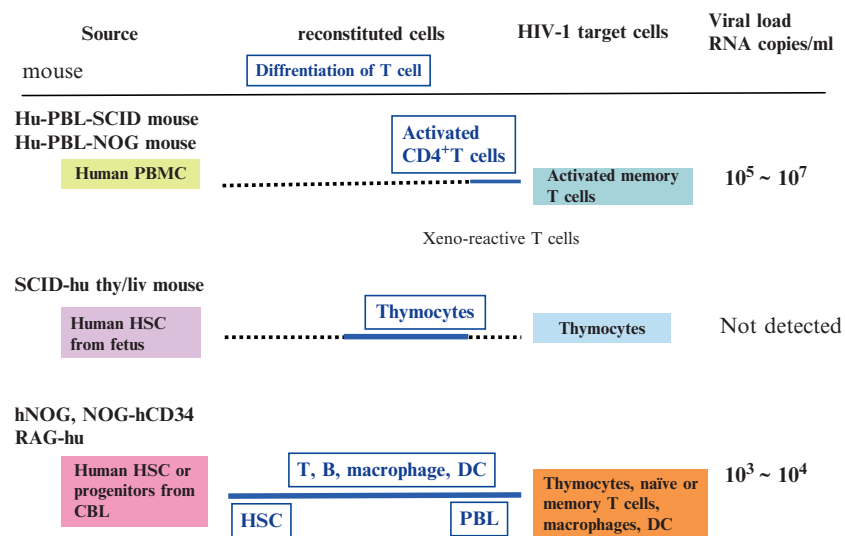 Source reconstituted cells HIV-1 target cells Viral load
RNA copies/ml
mouse Diffrentiation of T cell
Hu-PBL-SCID mouse
Hu-PBL-NOG mouse
Activated
CD4⁺T cells
Human PBMC
Activated memory
T cells
10⁵ ~ 10⁷
Xeno-reactive T cells
SCID-hu thy/liv mouse
Human HSC
from fetus
Thymocytes
Thymocytes
Not detected
hNOG, NOG-hCD34
RAG-hu
Human HSC or
progenitors from
CBL
T, B, macrophage, DC
HSC
PBL
Thymocytes, naïve or
memory T cells,
macrophages, DC
10³ ~ 10⁴